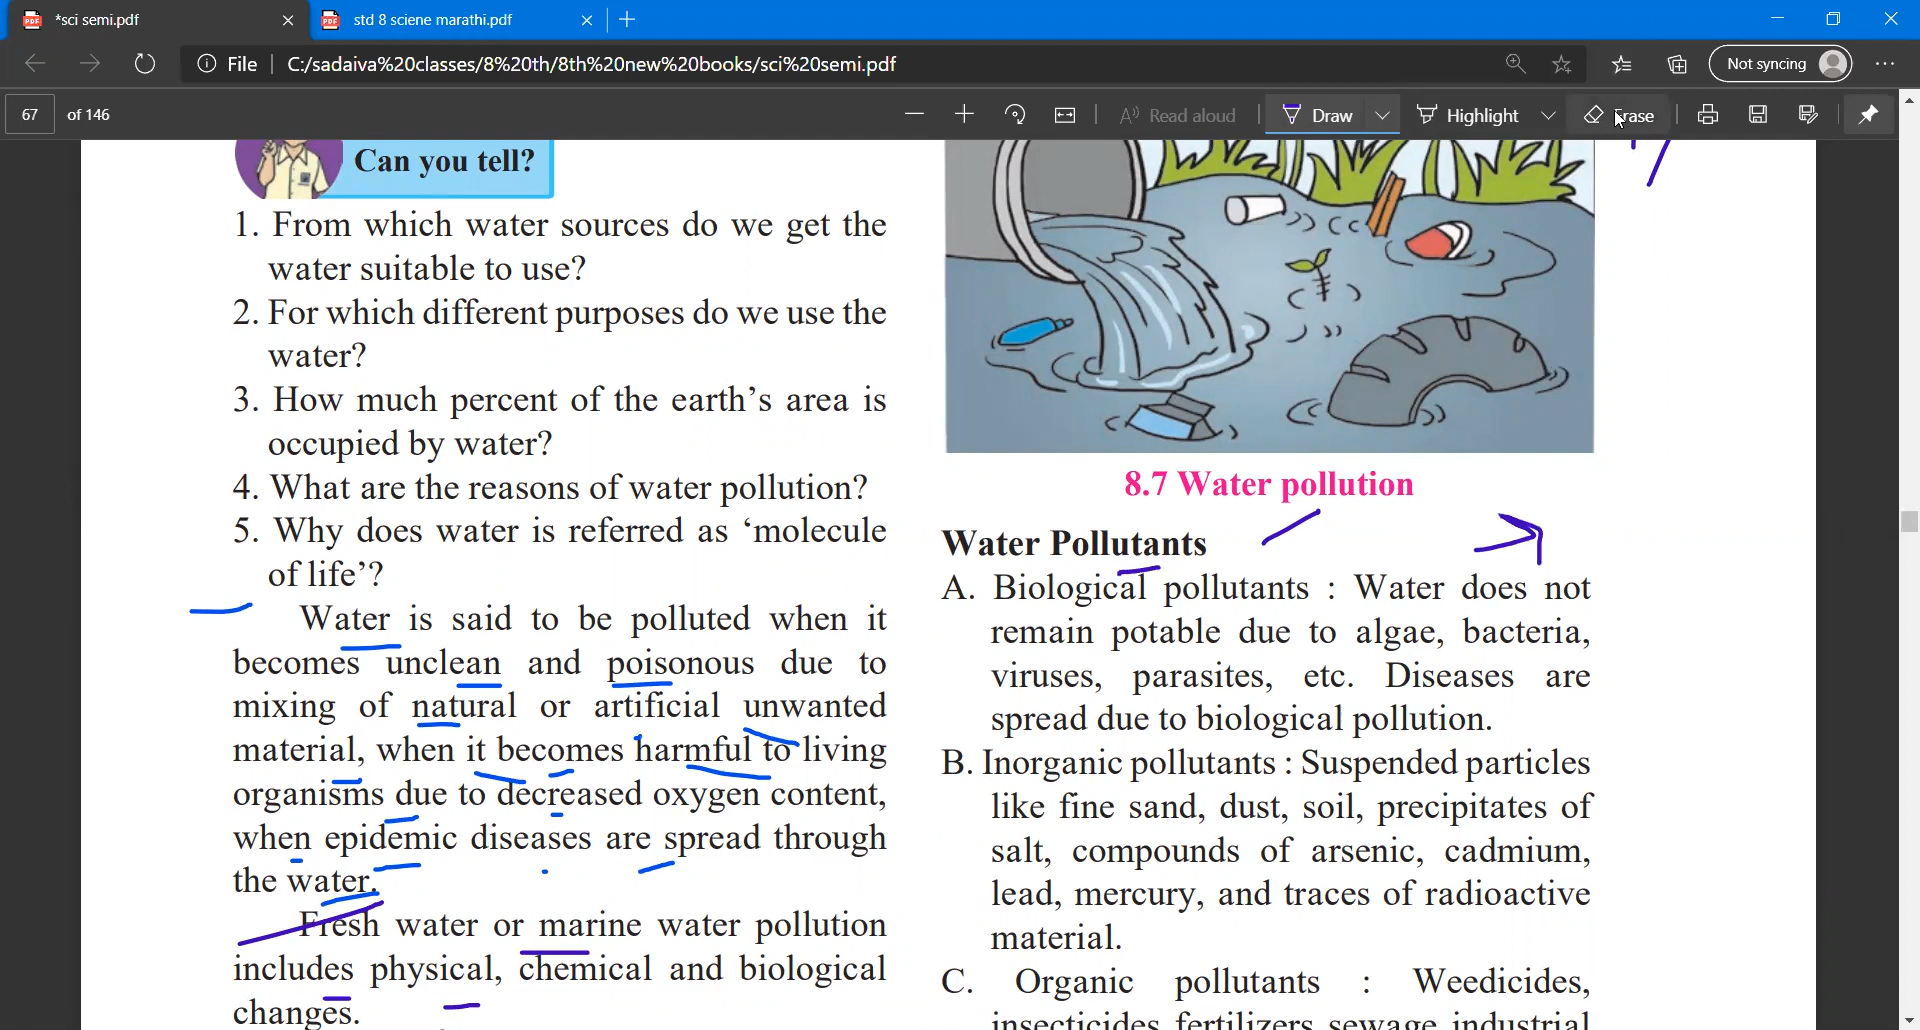 *sci semi.pdf
std 8 sciene marathi.pdf
File
C:/sadaiva%20classes/8%20th/8th%20new%20books/sci%20semi.pdf
Not syncing
67 of 146
Read aloud
Draw
Highlight
Erase
Can you tell?
1. From which water sources do we get the
water suitable to use?
2. For which different purposes do we use the
water?
3. How much percent of the earth's area is
occupied by water?
4. What are the reasons of water pollution?
5. Why does water is referred as ‘molecule
of life’?
Water is said to be polluted when it
becomes unclean and poisonous due to
mixing of natural or artificial unwanted
material, when it becomes harmful to living
organisms due to decreased oxygen content,
when epidemic diseases are spread through
the water.
Fresh water or marine water pollution
includes physical, chemical and biological
changes.
8.7 Water pollution
Water Pollutants
A. Biological pollutants : Water does not
remain potable due to algae, bacteria,
viruses, parasites, etc. Diseases are
spread due to biological pollution.
B. Inorganic pollutants : Suspended particles
like fine sand, dust, soil, precipitates of
salt, compounds of arsenic, cadmium,
lead, mercury, and traces of radioactive
material.
C. Organic pollutants : Weedicides,
insecticides fertilizers sewage industrial